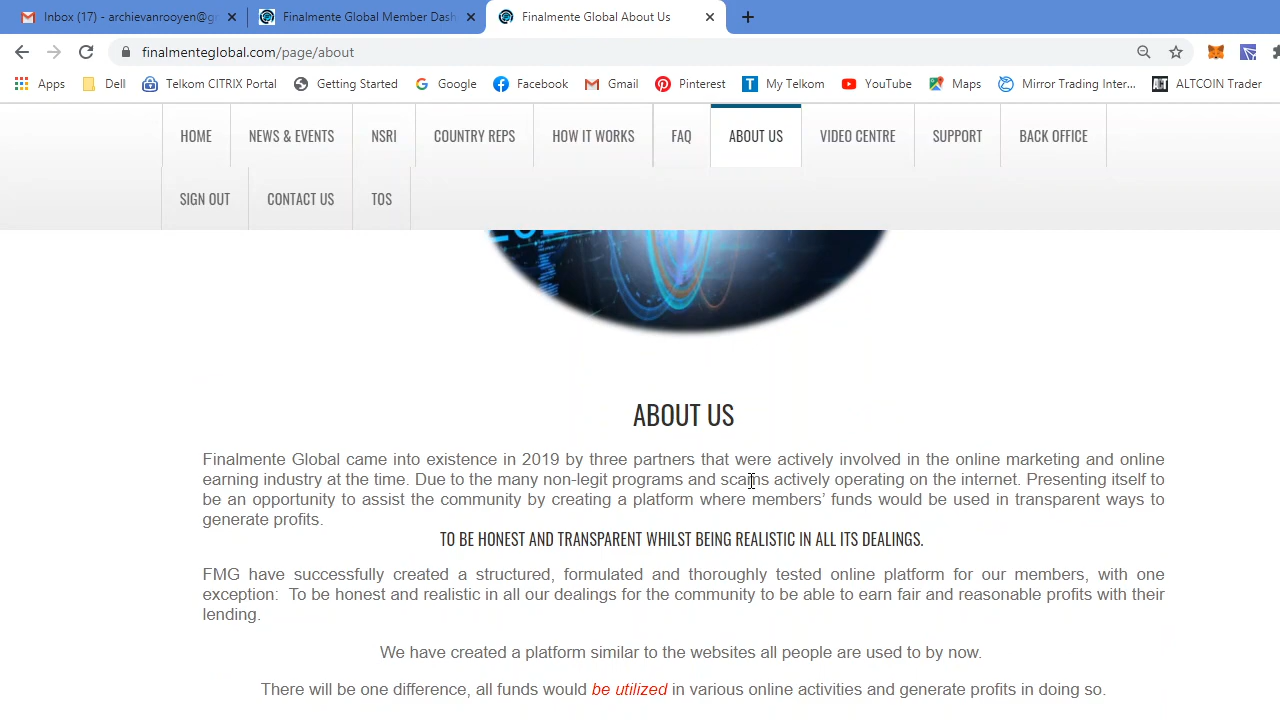 Inbox (17) - archievanrooyen@g
Finalmente Global Member Dash
Finalmente Global About Us
finalmenteglobal.com/page/about
Apps Dell Telkom CITRIX Portal Getting Started Google Facebook Gmail Pinterest My Telkom YouTube Maps Mirror Trading Inter... ALTCOIN Trader
HOME NEWS & EVENTS NSRI COUNTRY REPS HOW IT WORKS FAQ ABOUT US VIDEO CENTRE SUPPORT BACK OFFICE
SIGN OUT CONTACT US TOS
ABOUT US
Finalmente Global came into existence in 2019 by three partners that were actively involved in the online marketing and online
earning industry at the time. Due to the many non-legit programs and scams actively operating on the internet. Presenting itself to
be an opportunity to assist the community by creating a platform where members’ funds would be used in transparent ways to
generate profits.
TO BE HONEST AND TRANSPARENT WHILST BEING REALISTIC IN ALL ITS DEALINGS.
FMG have successfully created a structured, formulated and thoroughly tested online platform for our members, with one
exception: To be honest and realistic in all our dealings for the community to be able to earn fair and reasonable profits with their
lending.
We have created a platform similar to the websites all people are used to by now.
There will be one difference, all funds would be utilized in various online activities and generate profits in doing so.